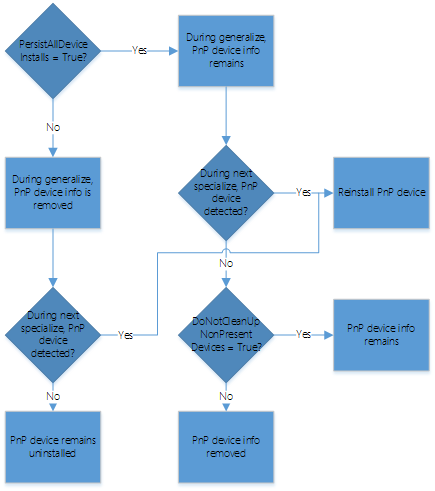 PersistAllDevice
Installs = True?
Yes
During generalize,
PnP device info
remains
No
During generalize,
PnP device info is
removed
During next
specialize, PnP
device
detected?
Yes
Reinstall PnP device
No
During next
specialize, PnP
device
detected?
Yes
DoNotCleanUp
NonPresent
Devices = True?
Yes
PnP device info
remains
No
No
PnP device remains
uninstalled
PnP device info
removed